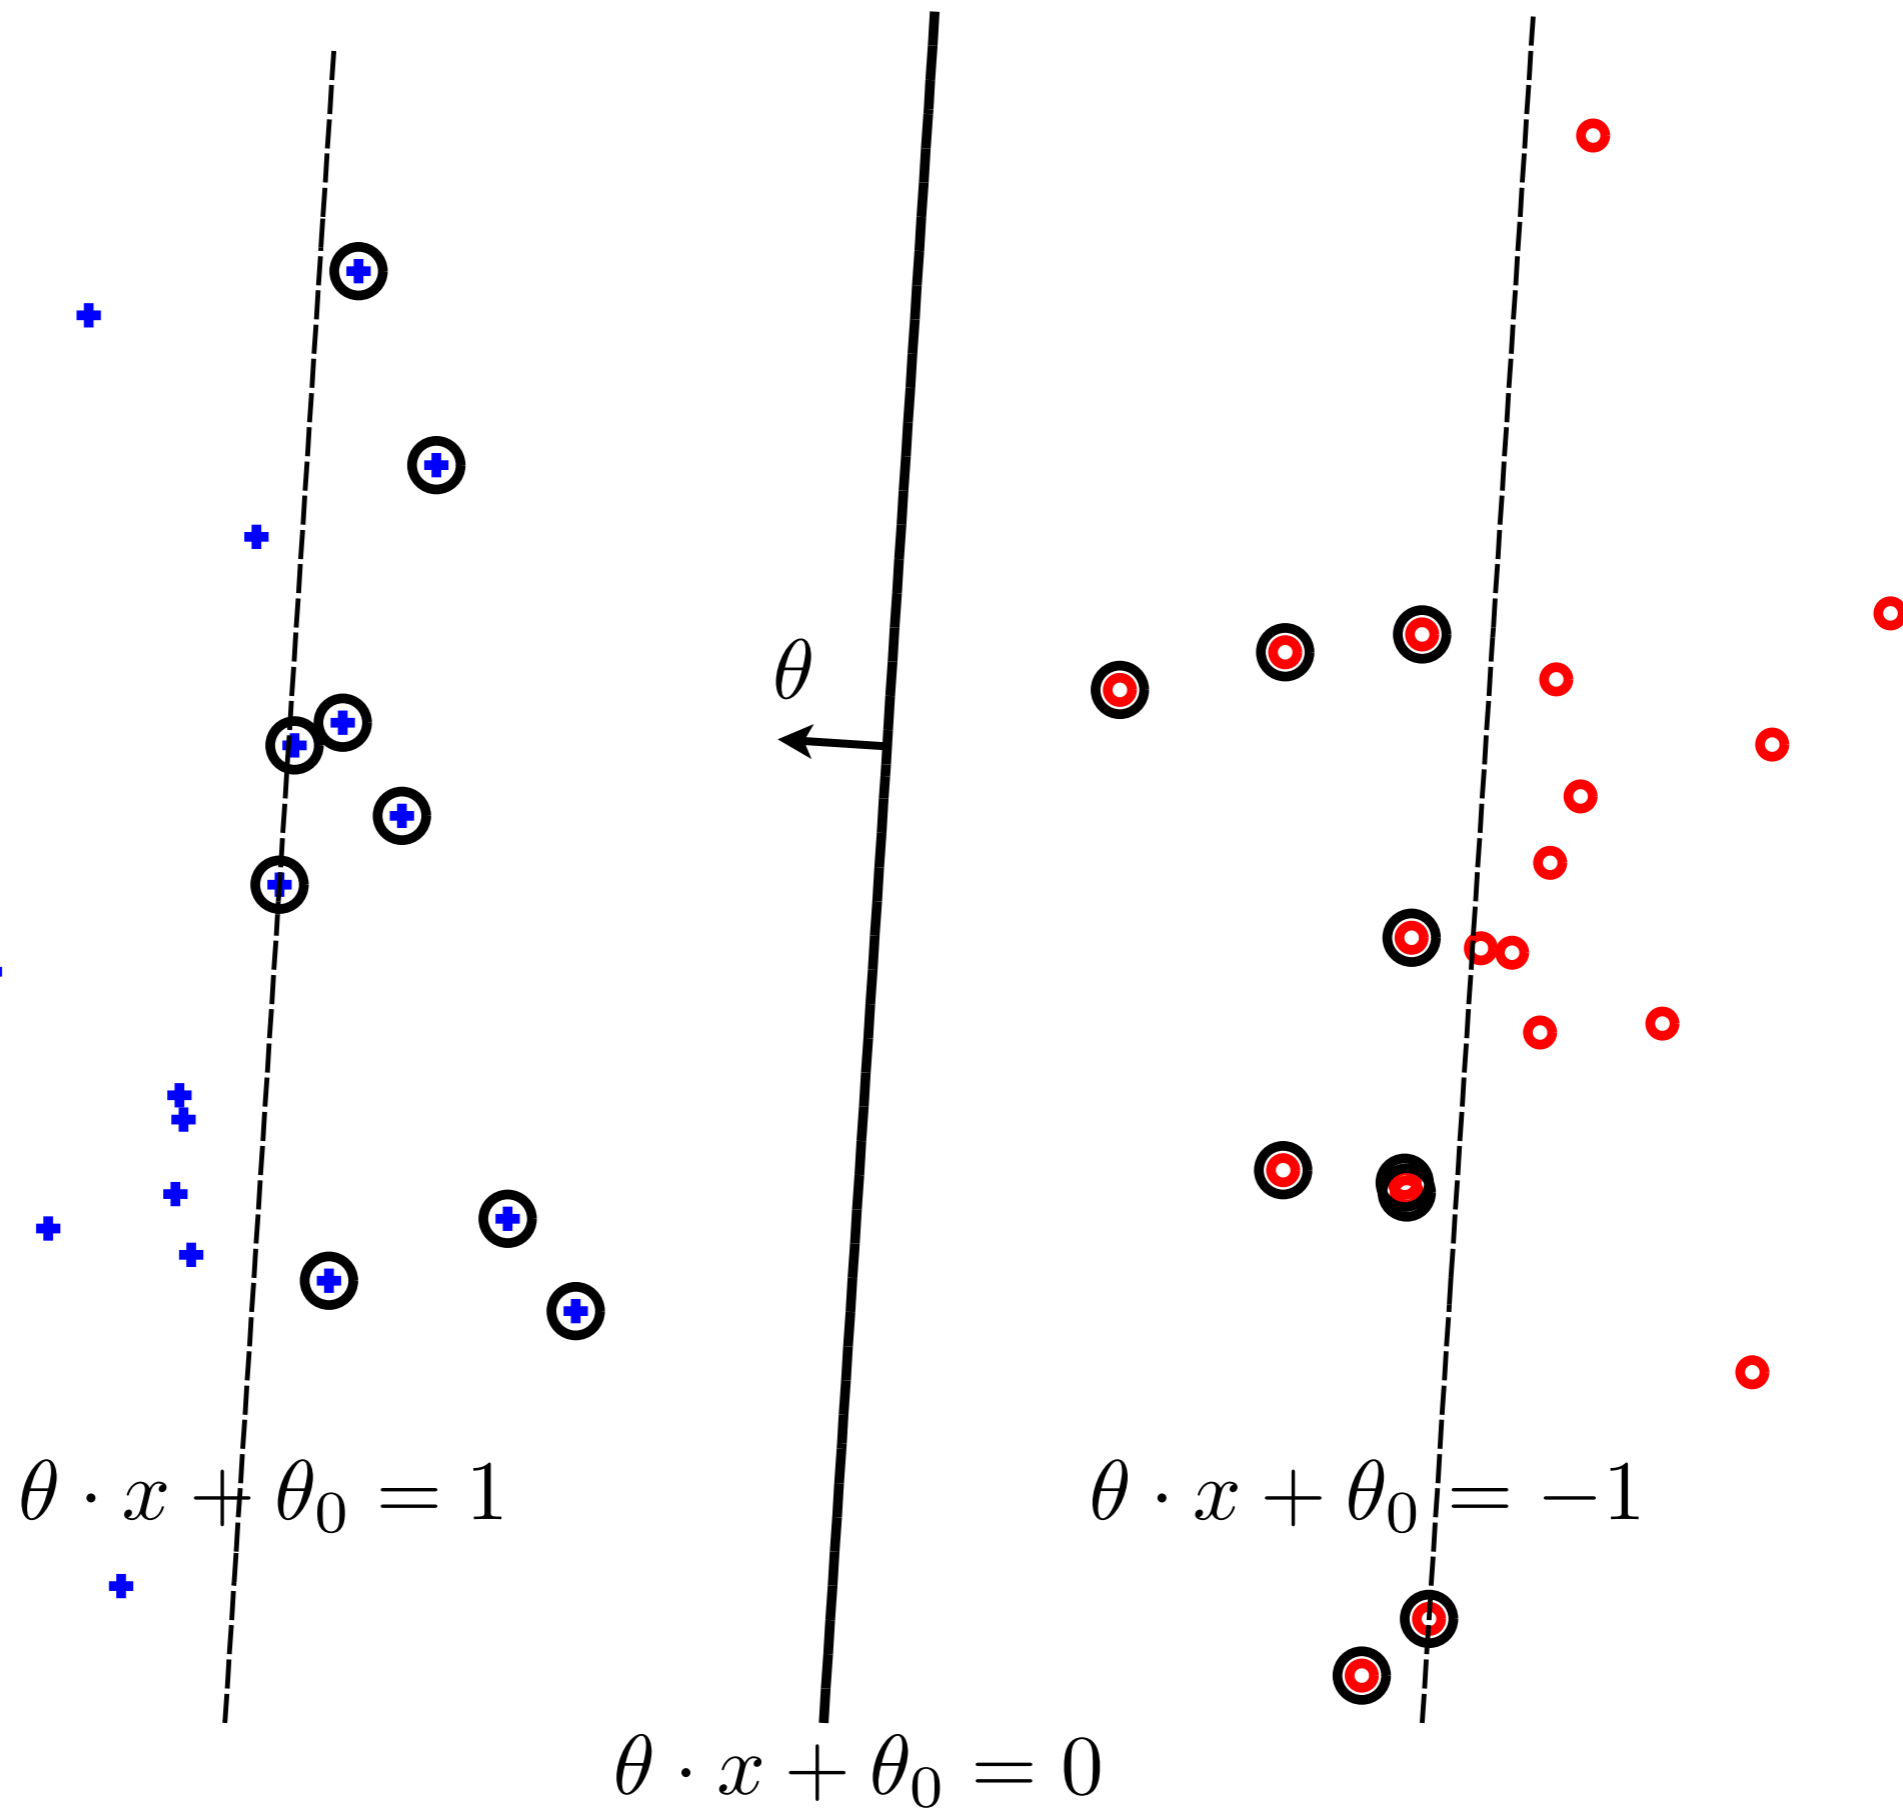 θ
θ · x + θ₀ = 1
θ · x + θ₀ = −1
θ · x + θ₀ = 0